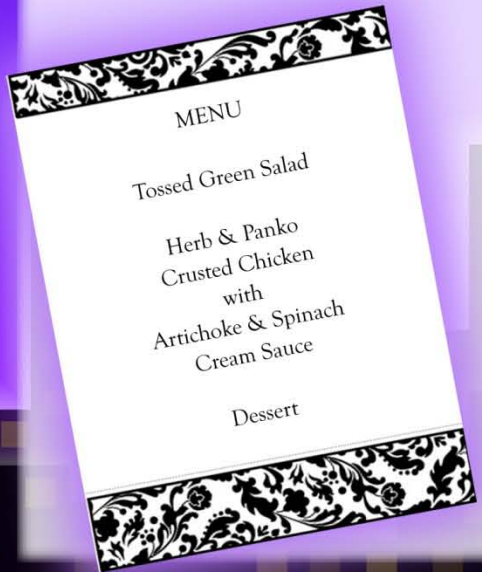 MENU
Tossed Green Salad
Herb & Panko
Crusted Chicken
with
Artichoke & Spinach
Cream Sauce
Dessert